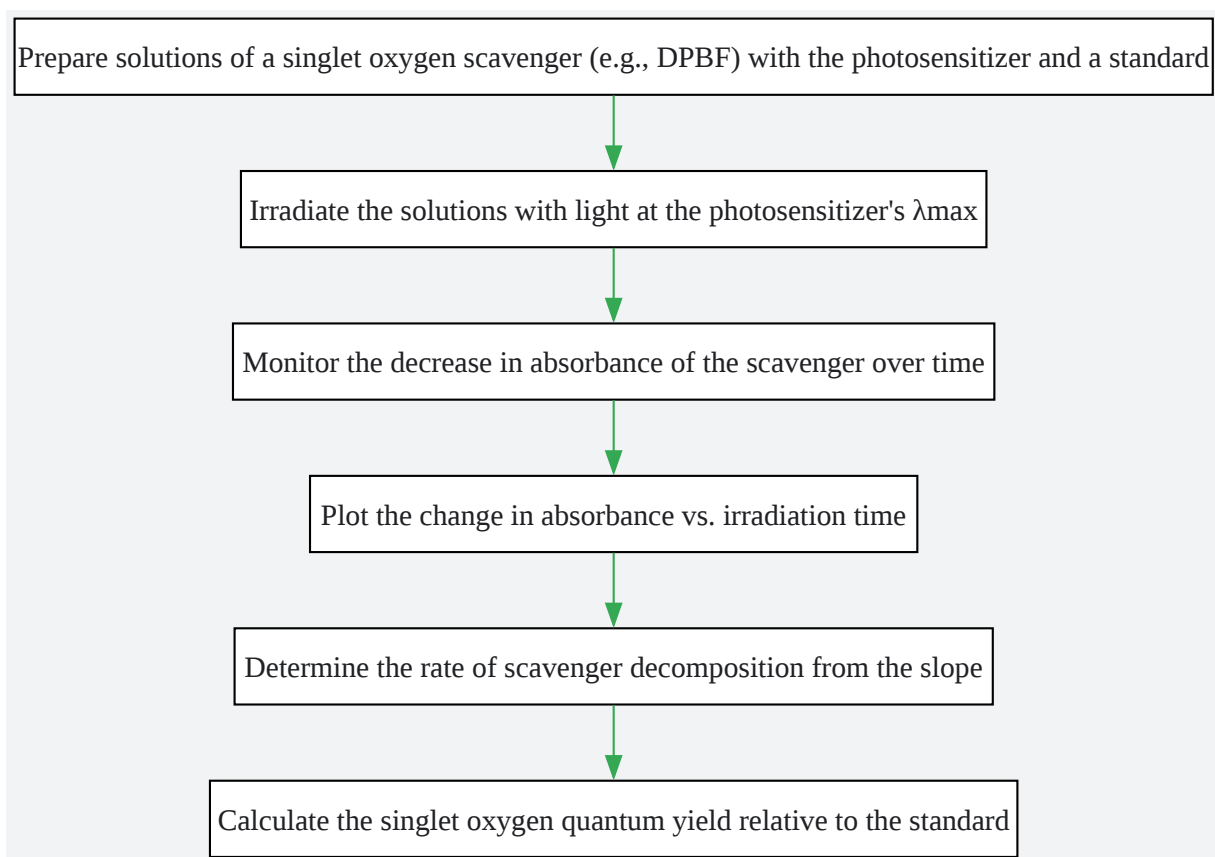 Prepare solutions of a singlet oxygen scavenger (e.g., DPBF) with the photosensitizer and a standard
Irradiate the solutions with light at the photosensitizer's λmax
Monitor the decrease in absorbance of the scavenger over time
Plot the change in absorbance vs. irradiation time
Determine the rate of scavenger decomposition from the slope
Calculate the singlet oxygen quantum yield relative to the standard